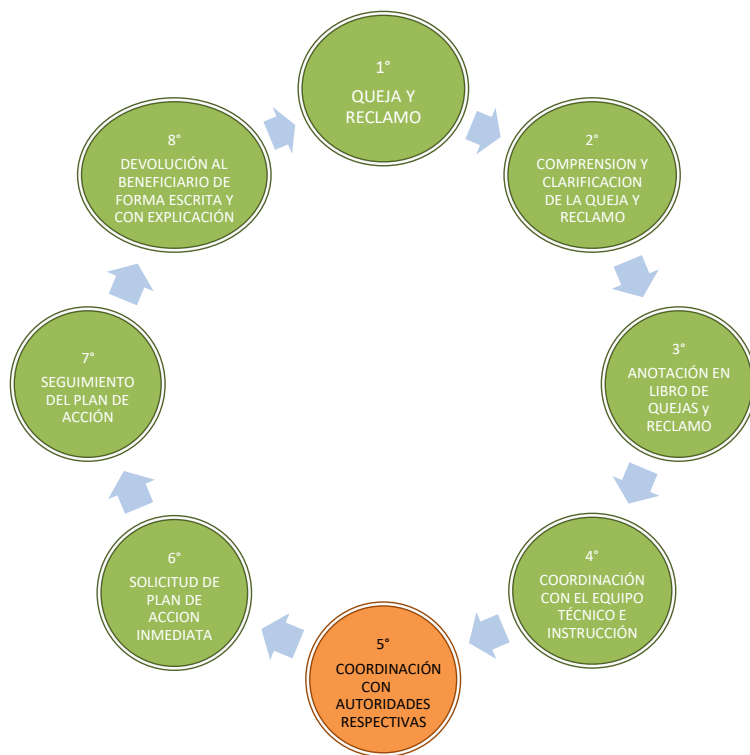 1°
QUEJA Y
RECLAMO
2°
COMPRENSION Y
CLARIFICACION
DE LA QUEJA Y
RECLAMO
3°
ANOTACIÓN EN
LIBRO DE
QUEJAS y
RECLAMO
4°
COORDINACIÓN
CON EL EQUIPO
TÉCNICO E
INSTRUCCIÓN
5°
COORDINACIÓN
CON
AUTORIDADES
RESPECTIVAS
6°
SOLICITUD DE
PLAN DE
ACCION
INMEDIATA
7°
SEGUIMIENTO
DEL PLAN DE
ACCIÓN
8°
DEVOLUCIÓN AL
BENEFICIARIO DE
FORMA ESCRITA Y
CON EXPLICACIÓN